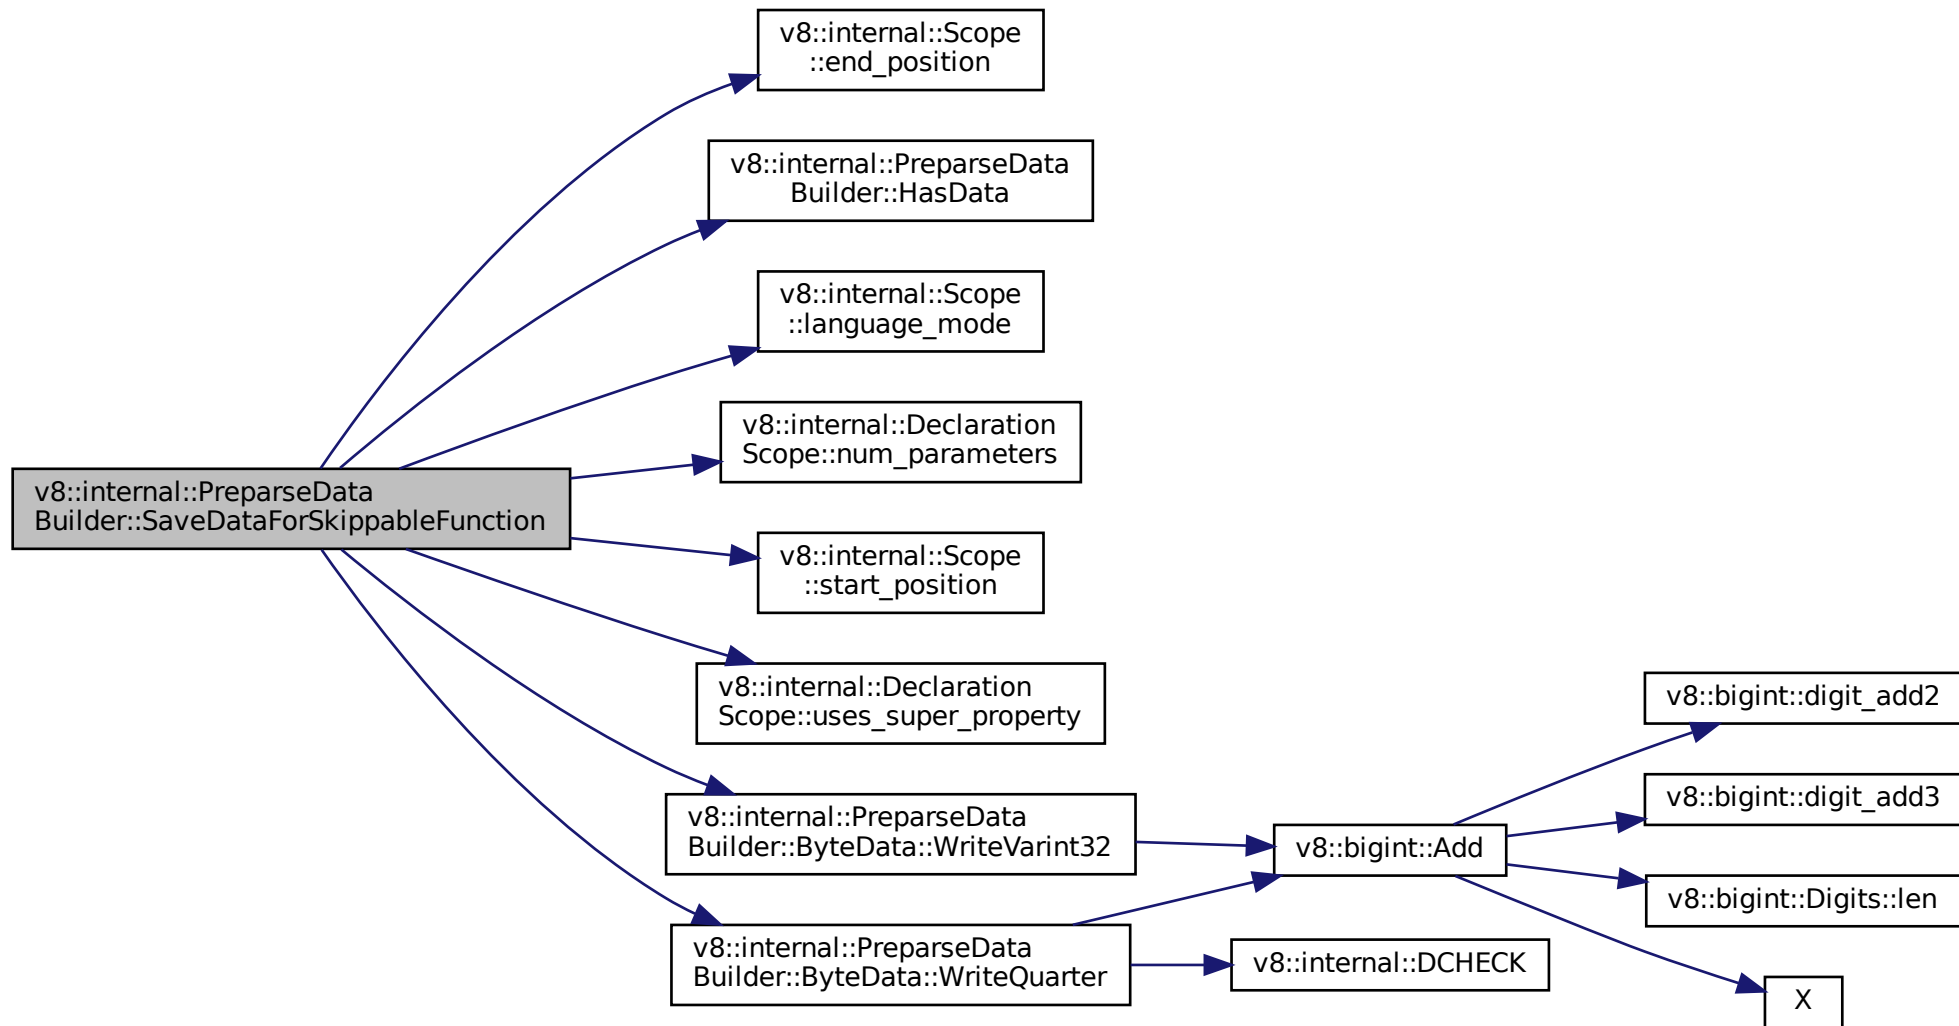 v8::internal::Scope
::end_position
v8::internal::PreparseData
Builder::HasData
v8::internal::Scope
::language_mode
v8::internal::Declaration
Scope::num_parameters
v8::internal::PreparseData
Builder::SaveDataForSkippableFunction
v8::internal::Scope
::start_position
v8::internal::Declaration
Scope::uses_super_property
v8::bigint::digit_add2
v8::bigint::digit_add3
v8::internal::PreparseData
Builder::ByteData::WriteVarint32
v8::bigint::Add
v8::bigint::Digits::len
v8::internal::PreparseData
Builder::ByteData::WriteQuarter
v8::internal::DCHECK
X